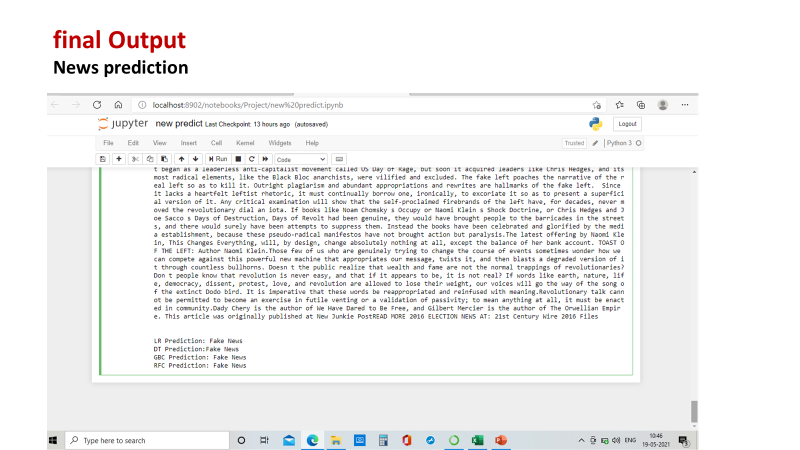 final Output
News prediction
localhost:8902/notebooks/Project/new%20predict.ipynb
jupyter new predict Last Checkpoint: 13 hours ago (autosaved)
Logout
File Edit View Insert Cell Kernel Widgets Help
Trusted Python 3
Run Code
t began as a leaderless anti-capitalist movement called US Day of Rage, but soon it acquired leaders like Chris Hedges, and its
most radical elements, like the Black Bloc anarchists, were vilified and excluded. The fake left poaches the narrative of the r
eal left so as to kill it. Outright plagiarism and abundant appropriations and rewrites are hallmarks of the fake left. Since
it lacks a heartfelt leftist rhetoric, it must continually borrow one, ironically, to excoriate it so as to present a superfici
al version of it. Any critical examination will show that the self-proclaimed firebrands of the left have, for decades, never m
oved the revolutionary dial an iota. If books like Noam Chomsky s Occupy or Naomi Klein s Shock Doctrine, or Chris Hedges and J
oe Sacco s Days of Destruction, Days of Revolt had been genuine, they would have brought people to the barricades in the street
s, and there would surely have been attempts to suppress them. Instead the books have been celebrated and glorified by the medi
a establishment, because these pseudo-radical manifestos have not brought action but paralysis.The latest offering by Naomi Kle
in, This Changes Everything, will, by design, change absolutely nothing at all, except the balance of her bank account. TOAST O
F THE LEFT: Author Naomi Klein.Those few of us who are genuinely trying to change the course of events sometimes wonder how we
can compete against this powerful new machine that appropriates our message, twists it, and then blasts a degraded version of i
t through countless bullhorns. Doesn t the public realize that wealth and fame are not the normal trappings of revolutionaries?
Don t people know that revolution is never easy, and that if it appears to be, it is not real? If words like earth, nature, lif
e, democracy, dissent, protest, love, and revolution are allowed to lose their weight, our voices will go the way of the song o
f the extinct Dodo bird. It is imperative that these words be reappropriated and reinfused with meaning.Revolutionary talk cann
ot be permitted to become an exercise in futile venting or a validation of passivity; to mean anything at all, it must be enact
ed in community.Dady Chery is the author of We Have Dared to Be Free, and Gilbert Mercier is the author of The Orwellian Empir
e. This article was originally published at New Junkie PostREAD MORE 2016 ELECTION NEWS AT: 21st Century Wire 2016 Files
LR Prediction: Fake News
DT Prediction:Fake News
GBC Prediction: Fake News
RFC Prediction: Fake News
Type here to search
ENG
10:46
19-05-2021